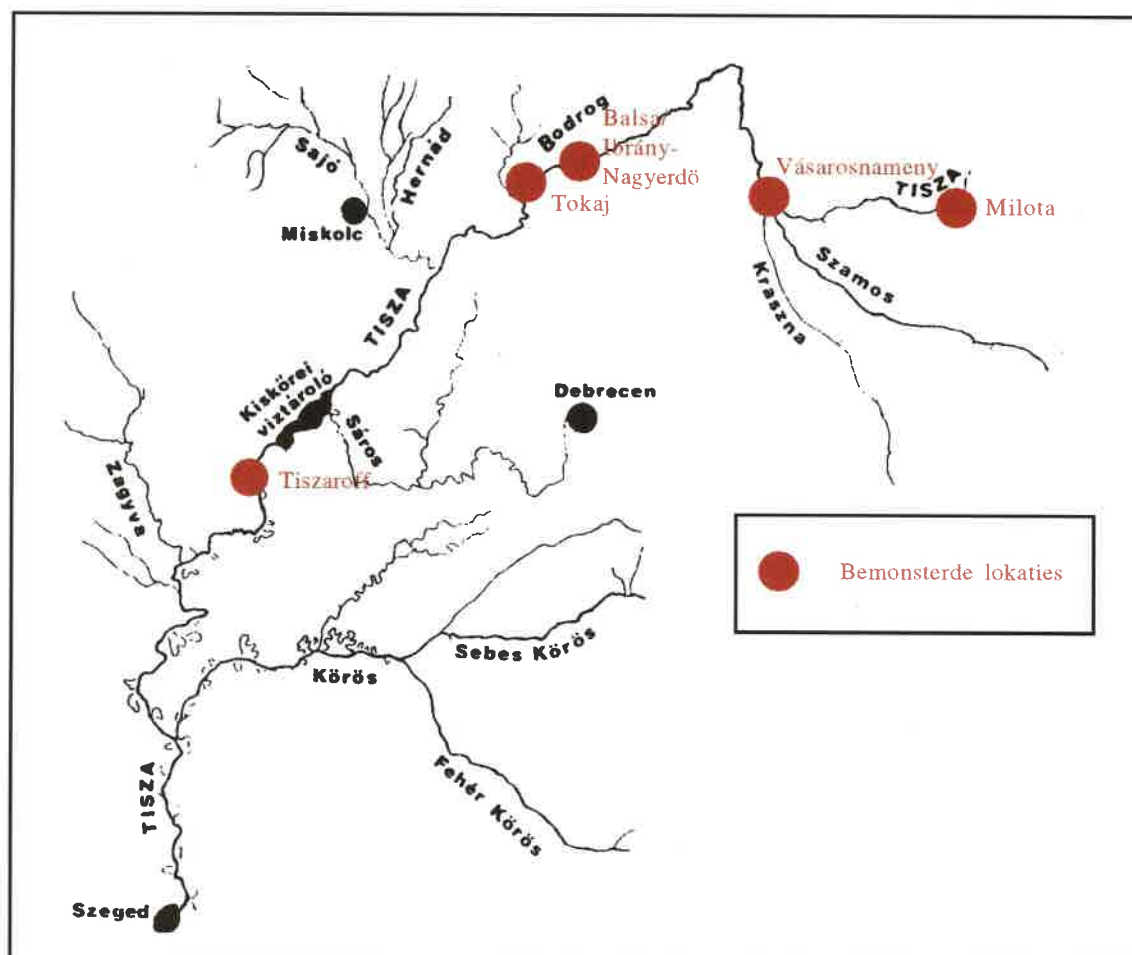 Sajó
Hernád
Miskolc
Bodrog
Balsa/
Ibrány-
Nagyerdö
Tokaj
Vásarosnameny
TISZA
Milota
Szamos
Kraszna
TISZA
Kiskörei
víztároló
Debrecen
Sáros
Tiszaroff
Zagyva
Bemonsterde lokaties
Sebes Körös
Körös
Fehér Körös
TISZA
Szeged